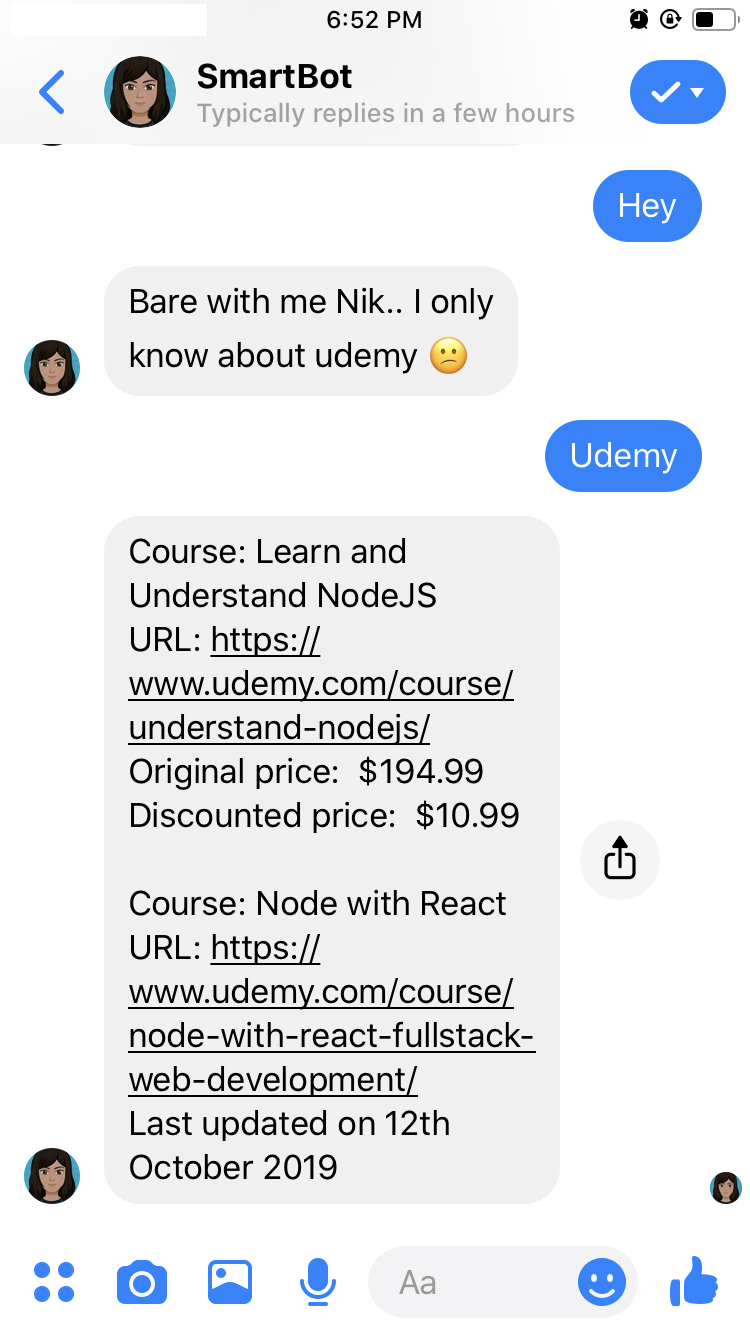 6:52 PM
SmartBot
Typically replies in a few hours
Hey
Bare with me Nik.. I only
know about udemy 😕
Udemy
Course: Learn and
Understand NodeJS
URL: https://
www.udemy.com/course/
understand-nodejs/
Original price:  $194.99
Discounted price:  $10.99
Course: Node with React
URL: https://
www.udemy.com/course/
node-with-react-fullstack-
web-development/
Last updated on 12th
October 2019
Aa